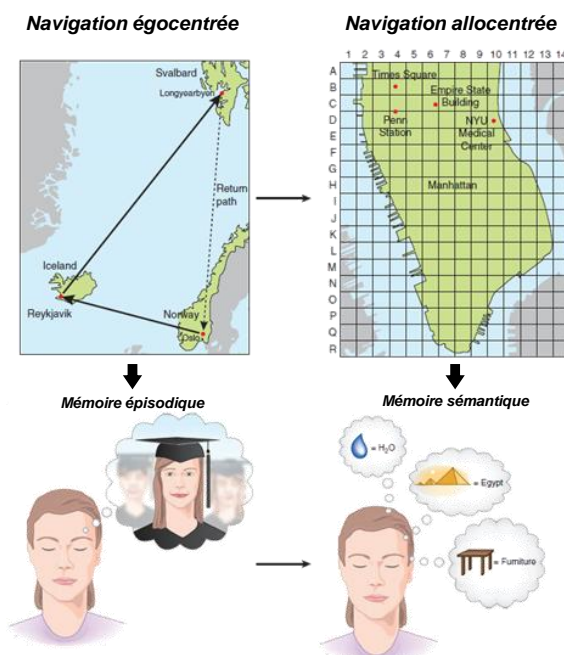 Navigation égocentrée
Navigation allocentrée
Svalbard
Longyearbyen
Return
path
Iceland
Reykjavik
Norway
Oslo
1 2 3 4 5 6 7 8 9 10 11 12 13 14
A
B
C
D
E
F
G
H
I
J
K
L
M
N
O
P
Q
R
Times Square
Empire State
Building
Penn
Station
NYU
Medical
Center
Manhattan
Mémoire épisodique
Mémoire sémantique
= H₂O
= Egypt
= Furniture